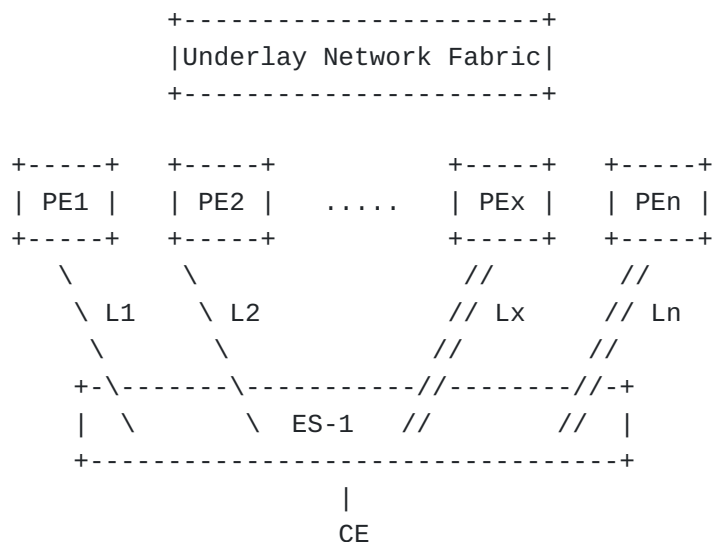 Underlay Network Fabric
PE1 PE2 ..... PEx PEn
L1 L2 Lx Ln
ES-1
CE